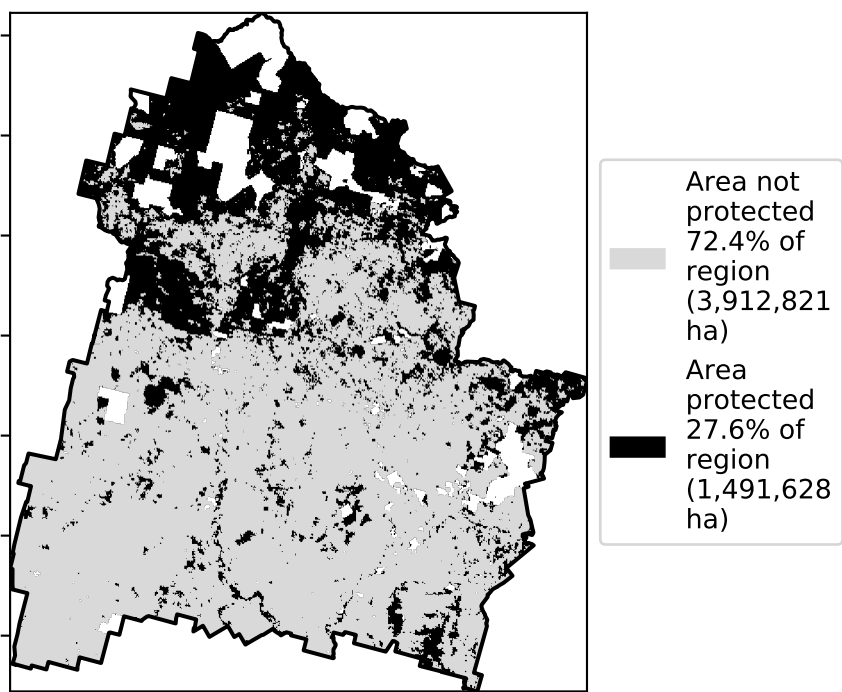 Area not
protected
72.4% of
region
(3,912,821
ha)
Area
protected
27.6% of
region
(1,491,628
ha)